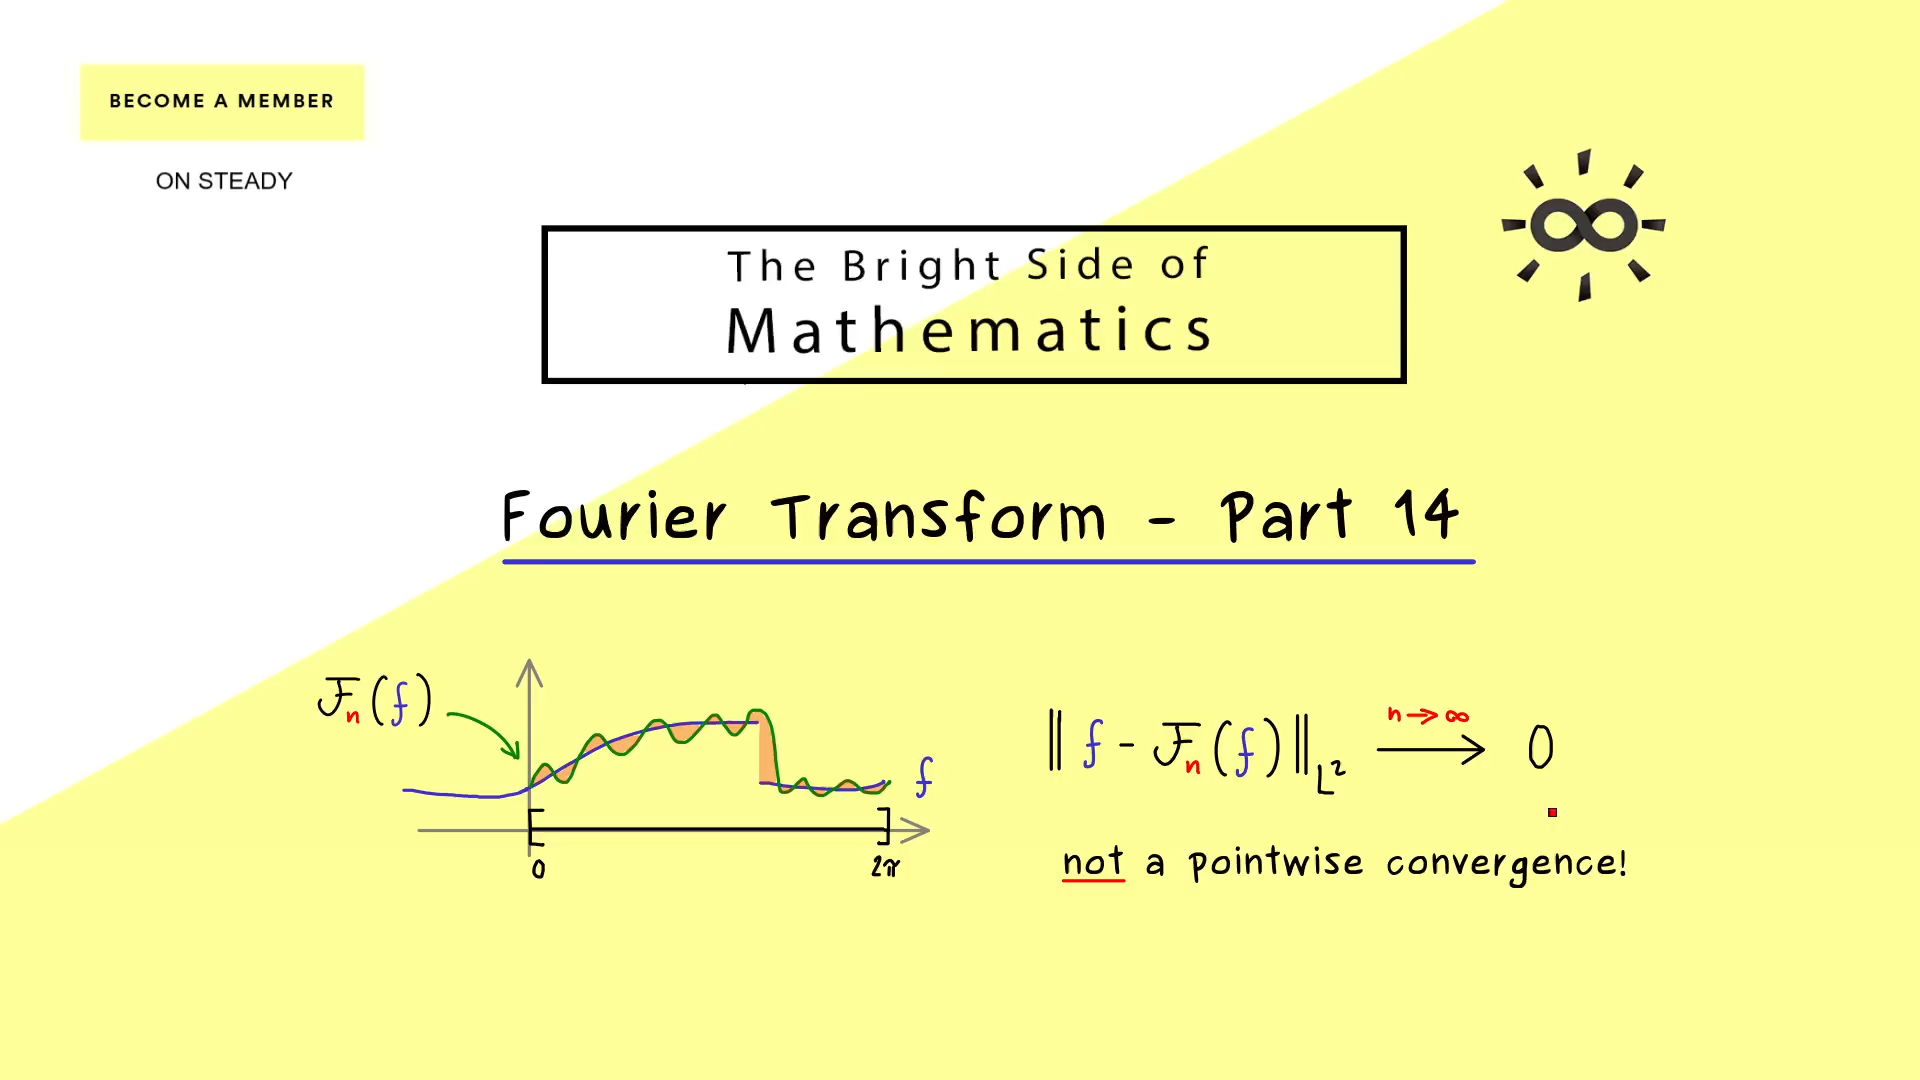 BECOME A MEMBER
ON STEADY
The Bright Side of
Mathematics
Fourier Transform - Part 14
ℱₙ(f)
f
0
2π
‖ f - ℱₙ(f) ‖_L² n→∞ ⟶ 0
not a pointwise convergence!